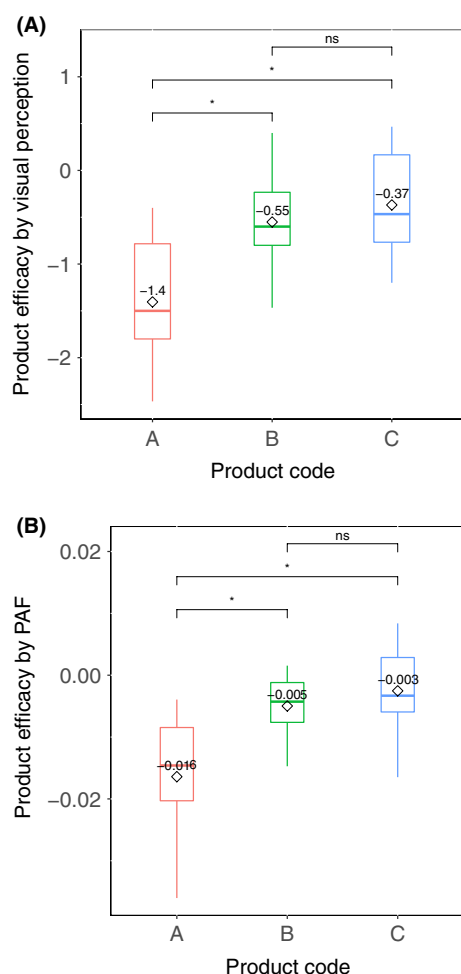 (A)
ns
*
*
1
0
−1
−2
−1.4
−0.55
−0.37
Product efficacy by visual perception
A B C
Product code
(B)
ns
*
*
0.02
0.00
−0.02
−0.016
−0.005
−0.003
Product efficacy by PAF
A B C
Product code